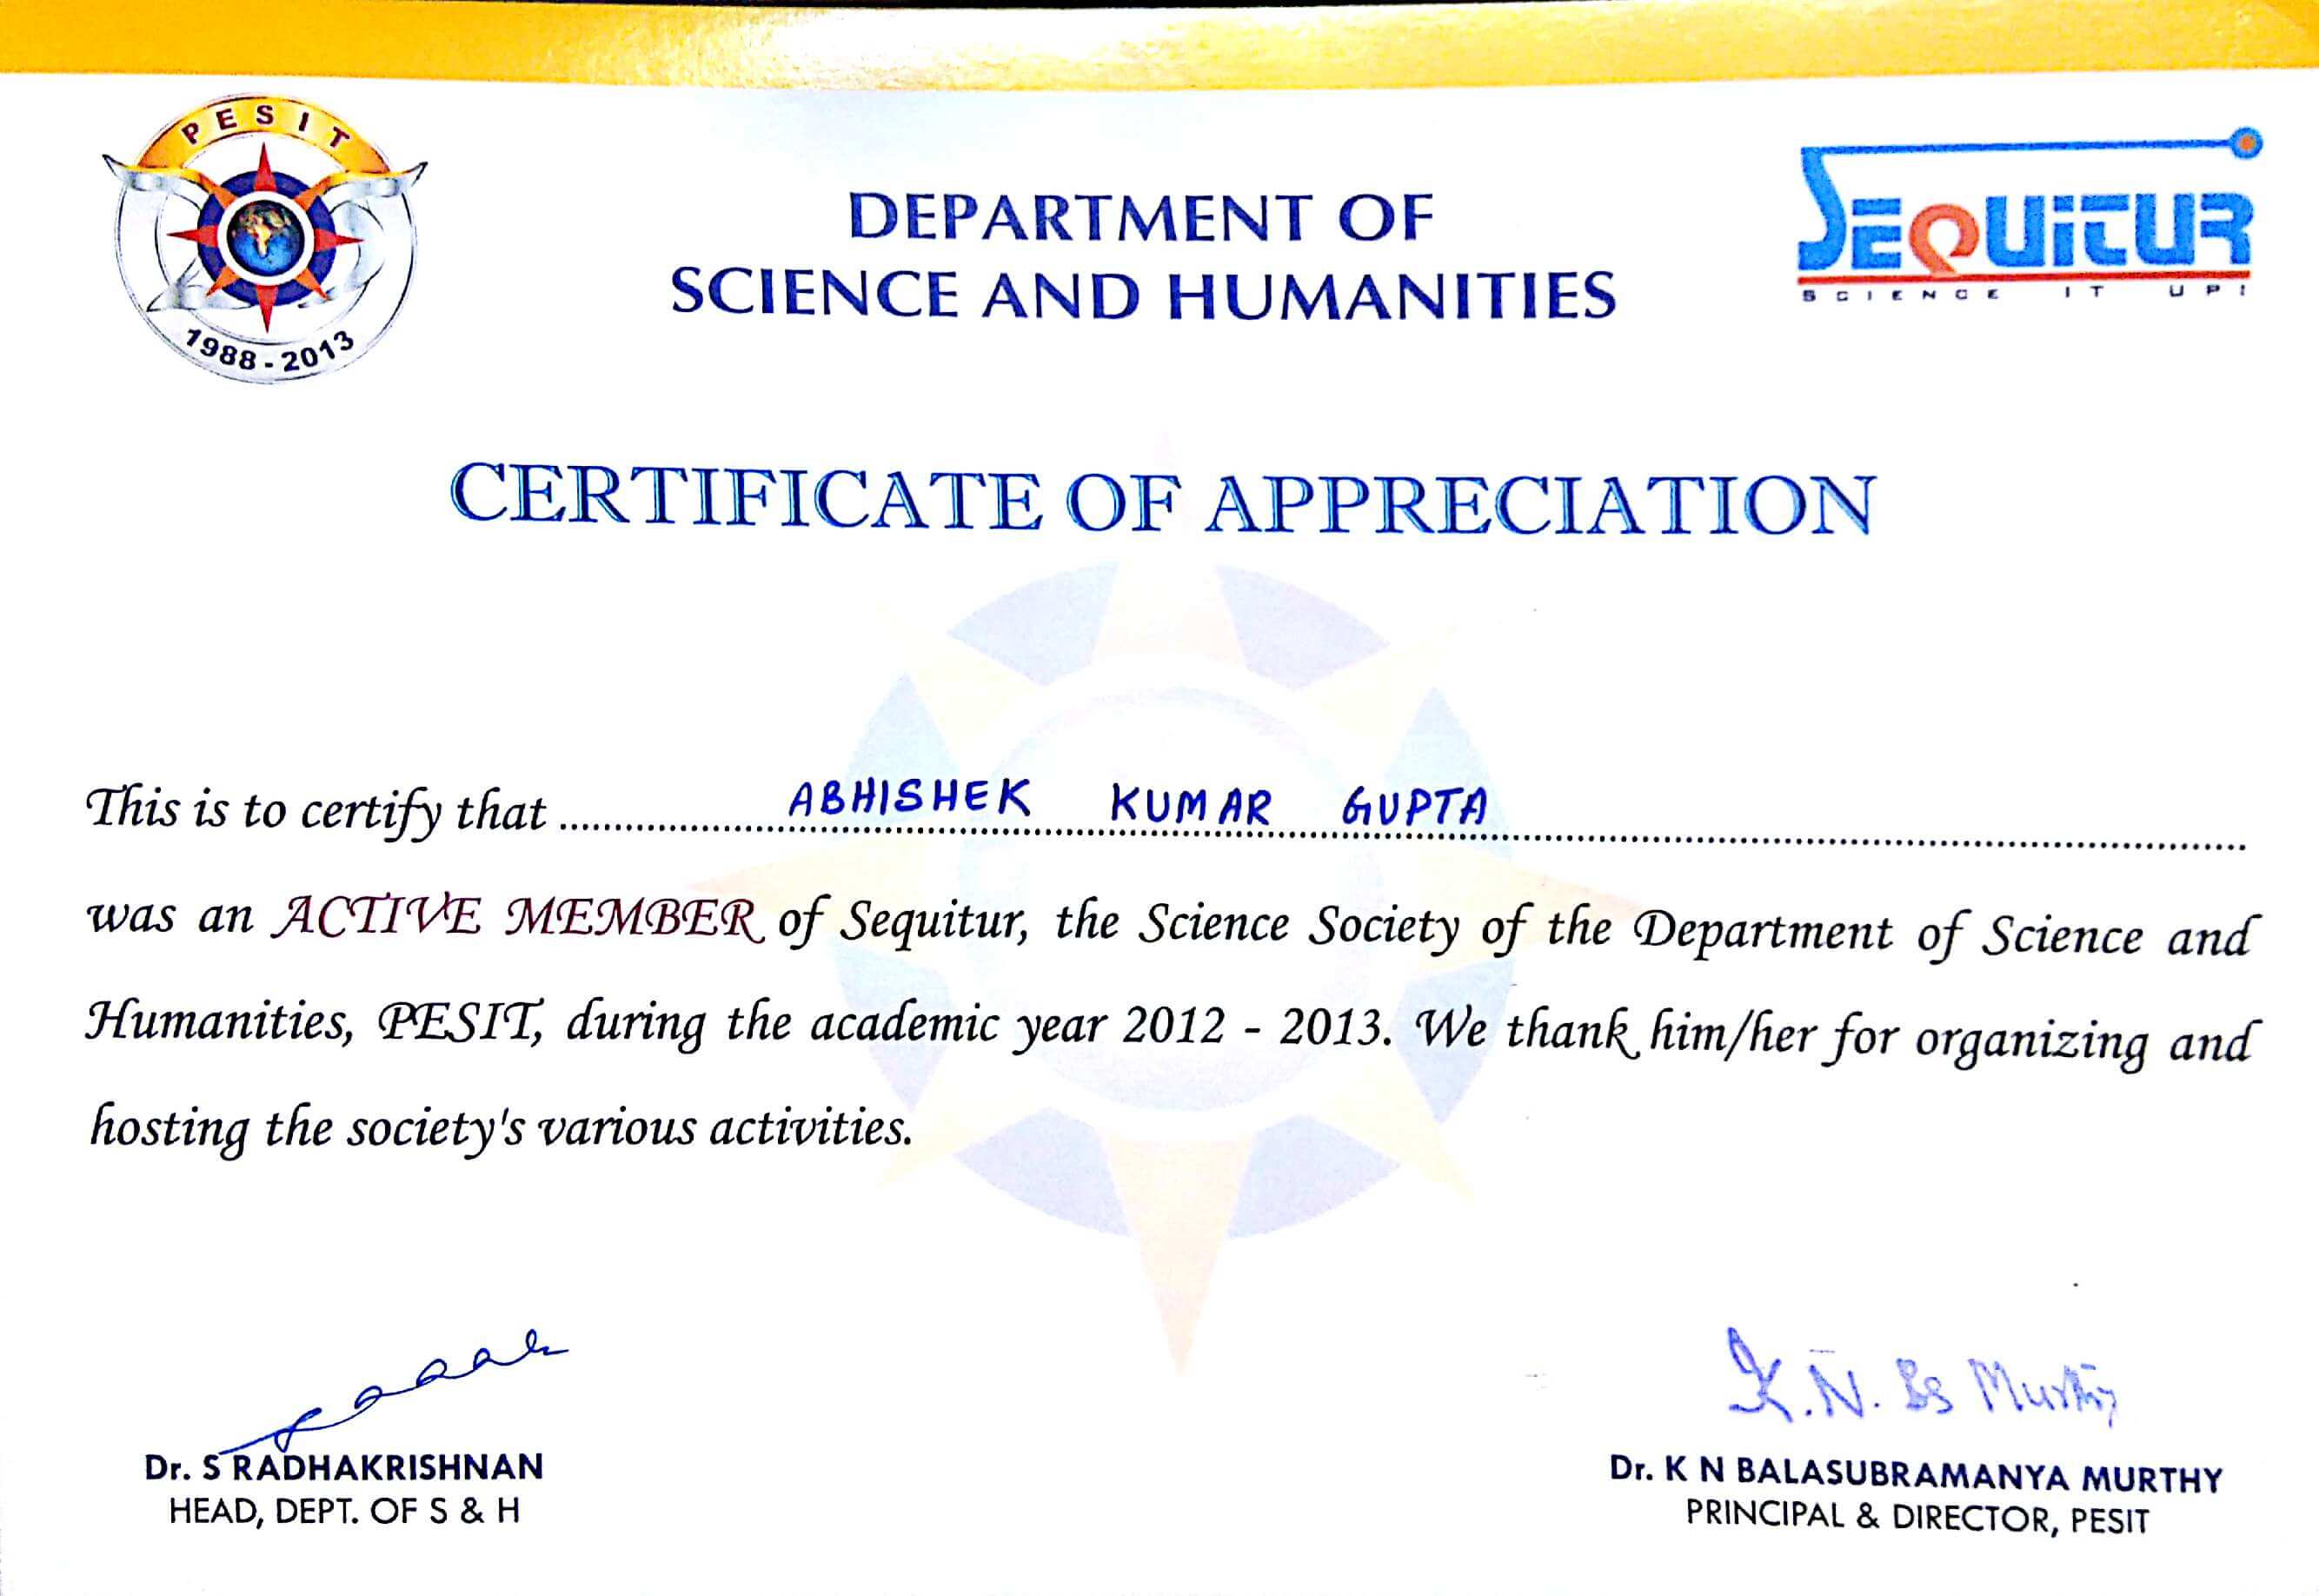 PESIT
1988 - 2013
DEPARTMENT OF
SCIENCE AND HUMANITIES
SEQUITUR
SCIENCE IT UP!
CERTIFICATE OF APPRECIATION
This is to certify that ABHISHEK KUMAR GUPTA
was an ACTIVE MEMBER of Sequitur, the Science Society of the Department of Science and
Humanities, PESIT, during the academic year 2012 - 2013. We thank him/her for organizing and
hosting the society's various activities.
K.N. Bs Murthy
Dr. S RADHAKRISHNAN
HEAD, DEPT. OF S & H
Dr. K N BALASUBRAMANYA MURTHY
PRINCIPAL & DIRECTOR, PESIT